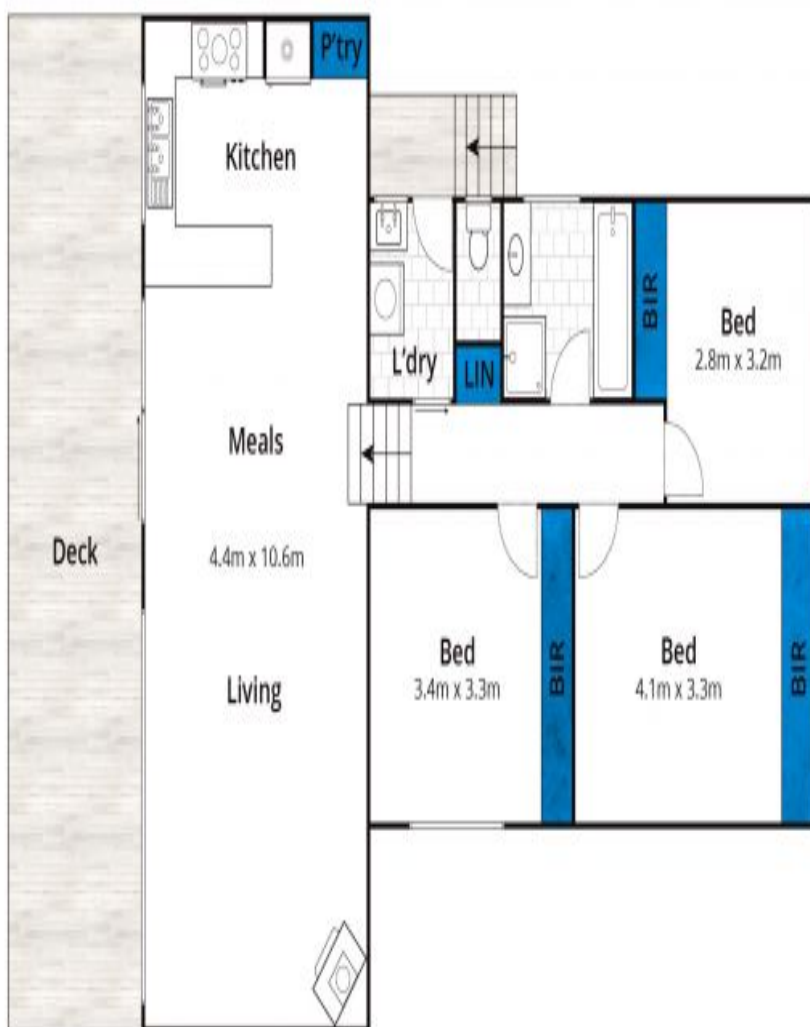 P'try
Kitchen
BIR
Bed
2.8m x 3.2m
L'dry
LIN
Meals
Deck
4.4m x 10.6m
Living
Bed
3.4m x 3.3m
BIR
Bed
4.1m x 3.3m
BIR